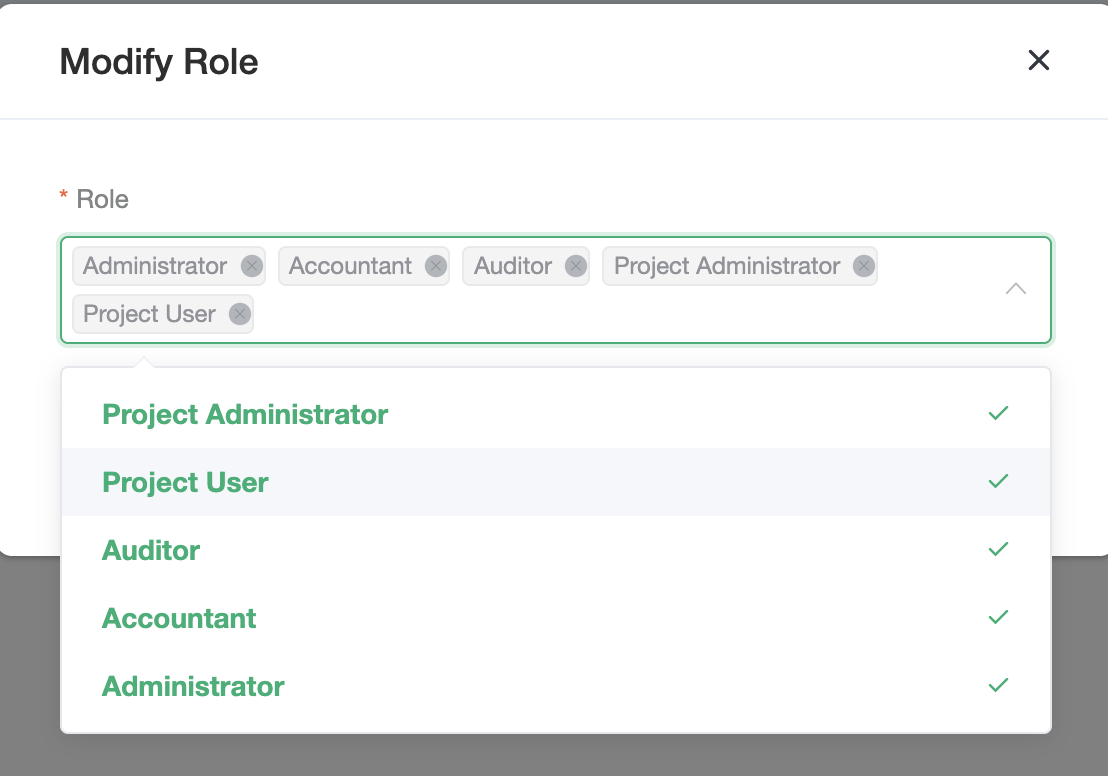 Modify Role
* Role
Administrator Accountant Auditor Project Administrator
Project User
Project Administrator
Project User
Auditor
Accountant
Administrator